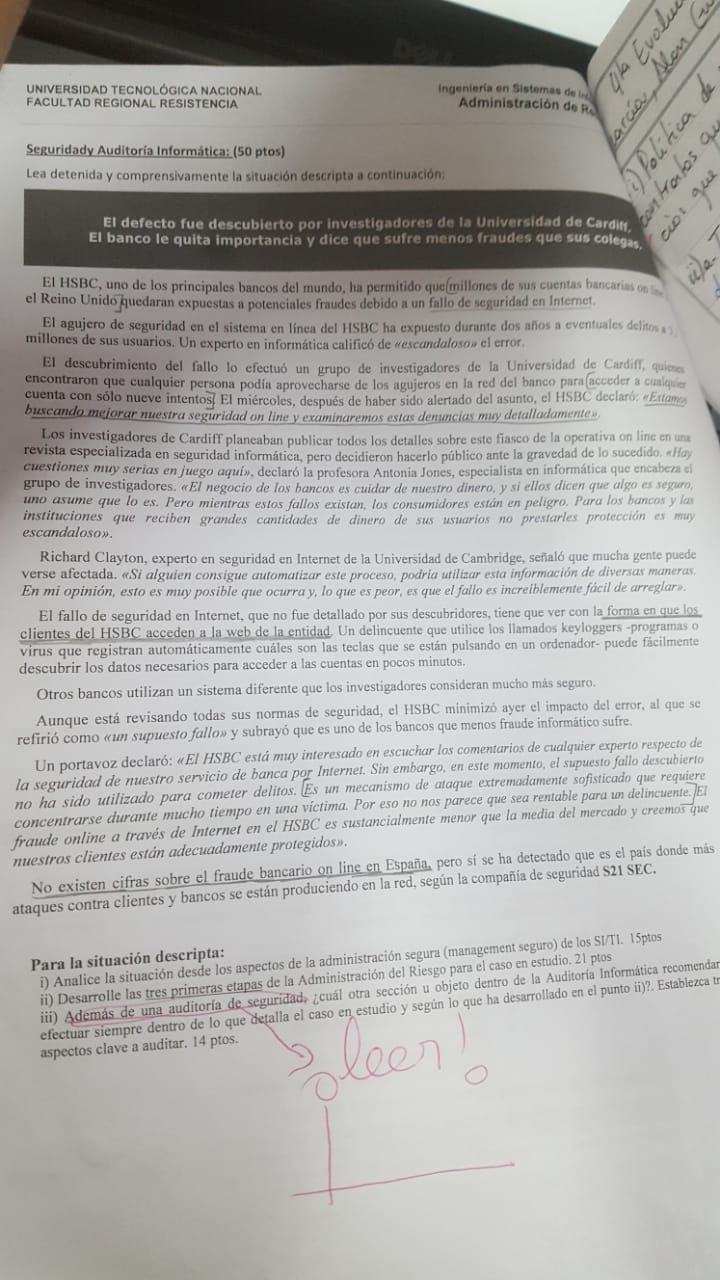 UNIVERSIDAD TECNOLÓGICA NACIONAL
FACULTAD REGIONAL RESISTENCIA
Ingeniería en Sistemas de
Administración de
4ta
Alan
i) Política de
controles que
que
ii)
Seguridady Auditoría Informática: (50 ptos)
Lea detenida y comprensivamente la situación descripta a continuación:
El defecto fue descubierto por investigadores de la Universidad de Cardiff.
El banco le quita importancia y dice que sufre menos fraudes que sus colegas.
El HSBC, uno de los principales bancos del mundo, ha permitido que millones de sus cuentas bancarias on
el Reino Unido quedaran expuestas a potenciales fraudes debido a un fallo de seguridad en Internet.
El agujero de seguridad en el sistema en línea del HSBC ha expuesto durante dos años a eventuales delitos a
millones de sus usuarios. Un experto en informática calificó de «escandaloso» el error.
El descubrimiento del fallo lo efectuó un grupo de investigadores de la Universidad de Cardiff, quienes
encontraron que cualquier persona podía aprovecharse de los agujeros en la red del banco para acceder a cualquier
cuenta con sólo nueve intentos. El miércoles, después de haber sido alertado del asunto, el HSBC declaró: «Estamos
buscando mejorar nuestra seguridad on line y examinaremos estas denuncias muy detalladamente».
Los investigadores de Cardiff planeaban publicar todos los detalles sobre este fiasco de la operativa on line en una
revista especializada en seguridad informática, pero decidieron hacerlo público ante la gravedad de lo sucedido. «Hay
cuestiones muy serias en juego aquí», declaró la profesora Antonia Jones, especialista en informática que encabeza el
grupo de investigadores. «El negocio de los bancos es cuidar de nuestro dinero, y si ellos dicen que algo es seguro,
uno asume que lo es. Pero mientras estos fallos existan, los consumidores están en peligro. Para los bancos y las
instituciones que reciben grandes cantidades de dinero de sus usuarios no prestarles protección es muy
escandaloso».
Richard Clayton, experto en seguridad en Internet de la Universidad de Cambridge, señaló que mucha gente puede
verse afectada. «Si alguien consigue automatizar este proceso, podría utilizar esta información de diversas maneras.
En mi opinión, esto es muy posible que ocurra y, lo que es peor, es que el fallo es increíblemente fácil de arreglar».
El fallo de seguridad en Internet, que no fue detallado por sus descubridores, tiene que ver con la forma en que los
clientes del HSBC acceden a la web de la entidad. Un delincuente que utilice los llamados keyloggers -programas o
virus que registran automáticamente cuáles son las teclas que se están pulsando en un ordenador- puede fácilmente
descubrir los datos necesarios para acceder a las cuentas en pocos minutos.
Otros bancos utilizan un sistema diferente que los investigadores consideran mucho más seguro.
Aunque está revisando todas sus normas de seguridad, el HSBC minimizó ayer el impacto del error, al que se
refirió como «un supuesto fallo» y subrayó que es uno de los bancos que menos fraude informático sufre.
Un portavoz declaró: «El HSBC está muy interesado en escuchar los comentarios de cualquier experto respecto de
la seguridad de nuestro servicio de banca por Internet. Sin embargo, en este momento, el supuesto fallo descubierto
no ha sido utilizado para cometer delitos. Es un mecanismo de ataque extremadamente sofisticado que requiere
concentrarse durante mucho tiempo en una víctima. Por eso no nos parece que sea rentable para un delincuente. El
fraude online a través de Internet en el HSBC es sustancialmente menor que la media del mercado y creemos que
nuestros clientes están adecuadamente protegidos».
No existen cifras sobre el fraude bancario on line en España, pero sí se ha detectado que es el país donde más
ataques contra clientes y bancos se están produciendo en la red, según la compañía de seguridad S21 SEC.
Para la situación descripta:
i) Analice la situación desde los aspectos de la administración segura (management seguro) de los SI/TI. 15ptos
ii) Desarrolle las tres primeras etapas de la Administración del Riesgo para el caso en estudio. 21 ptos
iii) Además de una auditoría de seguridad, ¿cuál otra sección u objeto dentro de la Auditoría Informática recomendar
efectuar siempre dentro de lo que detalla el caso en estudio y según lo que ha desarrollado en el punto ii)?. Establezca
aspectos clave a auditar. 14 ptos.
leer!